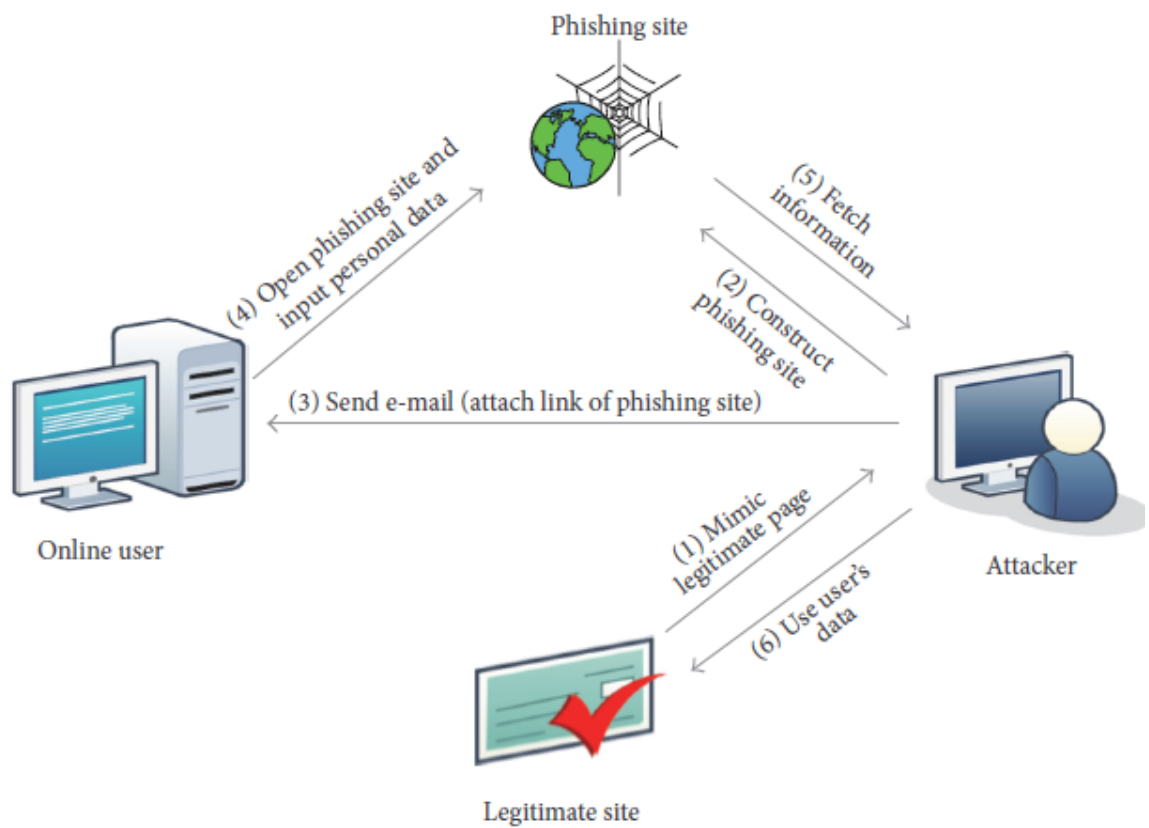 Phishing site
(4) Open phishing site and
input personal data
(5) Fetch
information
(2) Construct
phishing site
(3) Send e-mail (attach link of phishing site)
Online user
(1) Mimic
legitimate page
Attacker
(6) Use user's
data
Legitimate site